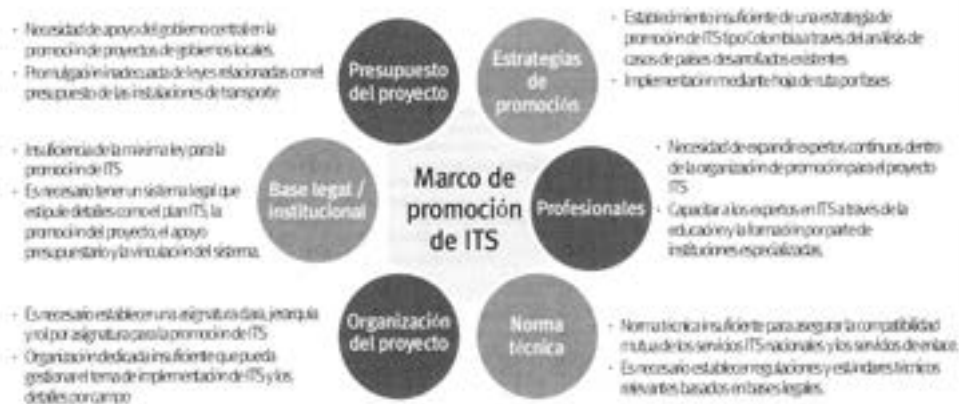 • Necesidad de apoyo del gobierno central en la
promoción de proyectos de gobiernos locales.
• Promulgación inadecuada de leyes relacionadas con el
presupuesto de las instalaciones de transporte
Presupuesto
del proyecto
Estrategias
de
promoción
• Establecimiento insuficiente de una estrategia de
promoción de ITS tipo Colombia a través del análisis de
casos de países desarrollados existentes
• Implementación mediante hoja de ruta por fases
• Insuficiencia de la máxima ley para la
promoción de ITS
• Es necesario tener un sistema legal que
estipule detalles como el plan ITS, la
promoción del proyecto, el apoyo
presupuestario y la vinculación del sistema.
Base legal /
institucional
Marco de
promoción
de ITS
Profesionales
• Necesidad de expandir expertos continuos dentro
de la organización de promoción para el proyecto
ITS
• Capacitar a los expertos en ITS a través de la
educación y la formación por parte de
instituciones especializadas.
• Es necesario establecer una asignatura clara, jerarquía
y rol por asignatura para la promoción de ITS
• Organización dedicada insuficiente que pueda
gestionar el tema de implementación de ITS y los
detalles por campo
Organización
del proyecto
Norma
técnica
• Norma técnica insuficiente para asegurar la compatibilidad
mutua de los servicios ITS nacionales y los servicios de enlace.
• Es necesario establecer regulaciones y estándares técnicos
relevantes basados en bases legales.